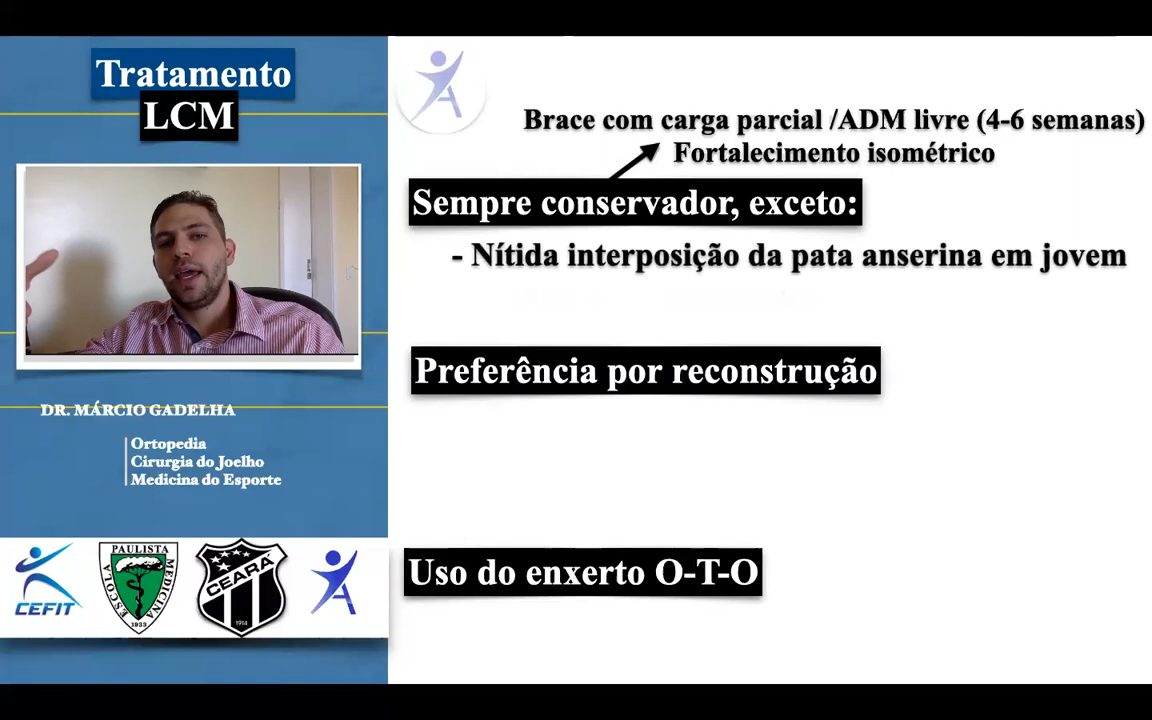 Tratamento
LCM
Brace com carga parcial /ADM livre (4-6 semanas)
Fortalecimento isométrico
Sempre conservador, exceto:
- Nítida interposição da pata anserina em jovem
Preferência por reconstrução
Uso do enxerto O-T-O
DR. MÁRCIO GADELHA
Ortopedia
Cirurgia do Joelho
Medicina do Esporte
CEFIT
ESCOLA PAULISTA MEDICINA
1933
CEARÁ
1914
A
A